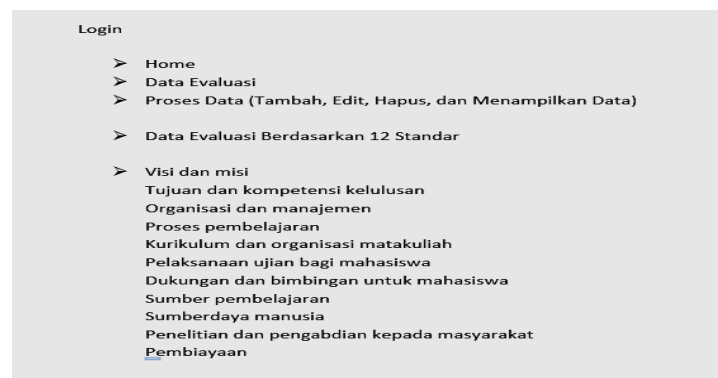 Login
➢ Home
➢ Data Evaluasi
➢ Proses Data (Tambah, Edit, Hapus, dan Menampilkan Data)
➢ Data Evaluasi Berdasarkan 12 Standar
➢ Visi dan misi
Tujuan dan kompetensi kelulusan
Organisasi dan manajemen
Proses pembelajaran
Kurikulum dan organisasi matakuliah
Pelaksanaan ujian bagi mahasiswa
Dukungan dan bimbingan untuk mahasiswa
Sumber pembelajaran
Sumberdaya manusia
Penelitian dan pengabdian kepada masyarakat
Pembiayaan